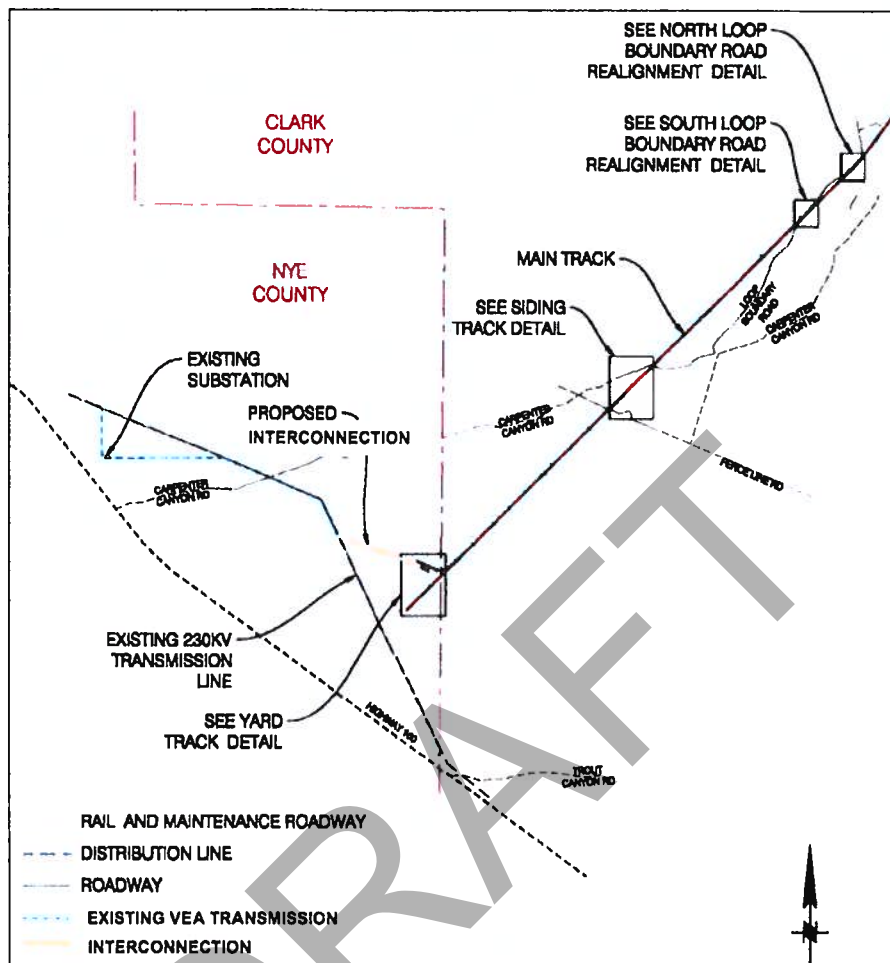 SEE NORTH LOOP
BOUNDARY ROAD
REALIGNMENT DETAIL
CLARK
COUNTY
SEE SOUTH LOOP
BOUNDARY ROAD
REALIGNMENT DETAIL
MAIN TRACK
NYE
COUNTY
SEE SIDING
TRACK DETAIL
LOOP
BOUNDARY
ROAD
CARPENTER
CANYON RD
EXISTING
SUBSTATION
PROPOSED
INTERCONNECTION
CARPENTER
CANYON RD
FENCE LINE RD
CARPENTER
CANYON RD
EXISTING 230KV
TRANSMISSION
LINE
SEE YARD
TRACK DETAIL
HIGHWAY 160
TROUT
CANYON RD
RAIL AND MAINTENANCE ROADWAY
DISTRIBUTION LINE
ROADWAY
EXISTING VEA TRANSMISSION
INTERCONNECTION
DRAFT